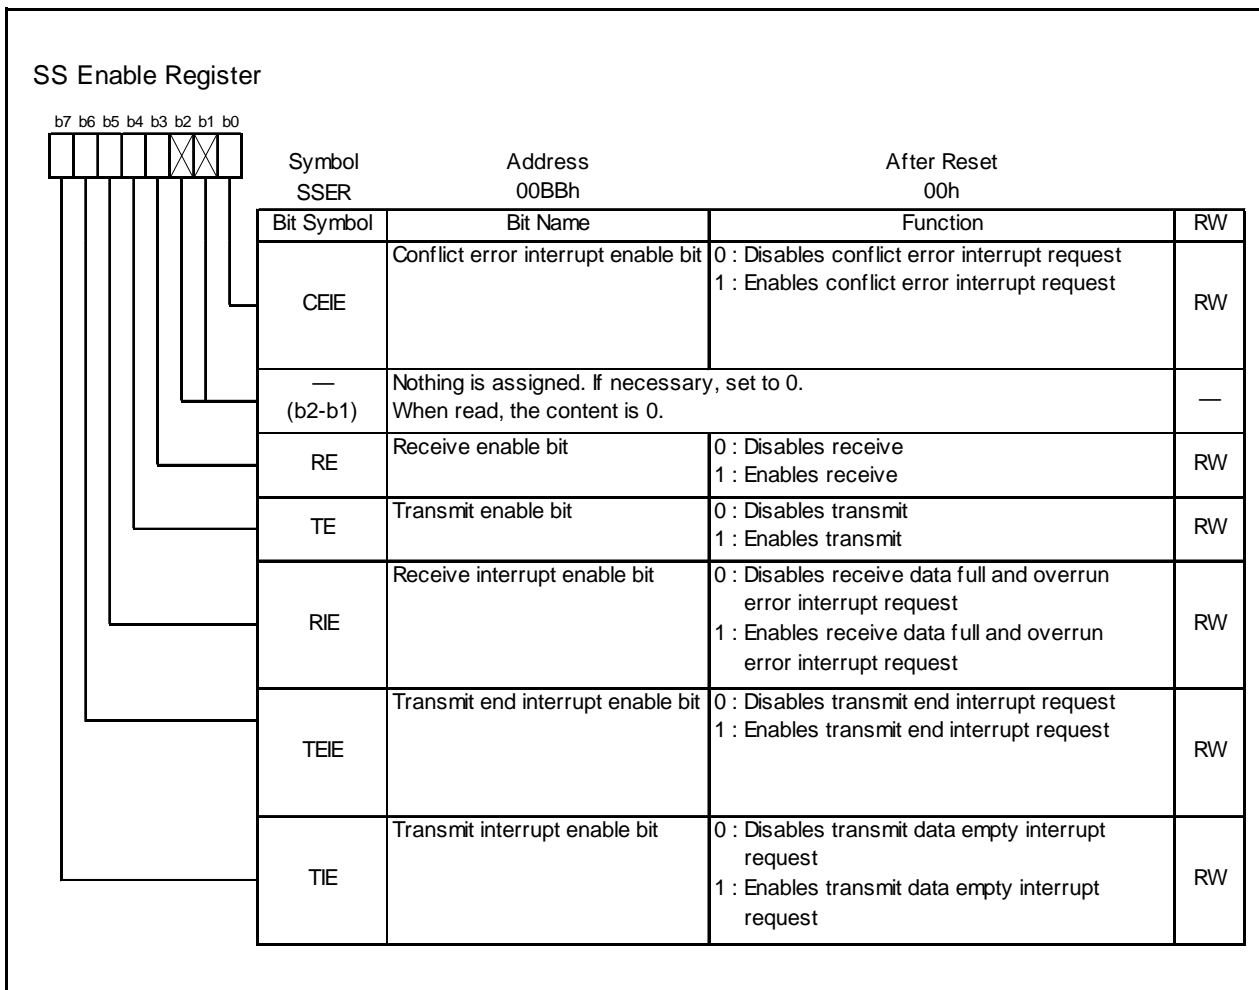 SS Enable Register
b7 b6 b5 b4 b3 b2 b1 b0
Symbol Address After Reset
SSER 00BBh 00h
Bit Symbol Bit Name Function RW
CEIE Conflict error interrupt enable bit 0 : Disables conflict error interrupt request
1 : Enables conflict error interrupt request
RW
— Nothing is assigned. If necessary, set to 0.
(b2-b1) When read, the content is 0. —
RE Receive enable bit 0 : Disables receive
1 : Enables receive
RW
TE Transmit enable bit 0 : Disables transmit
1 : Enables transmit
RW
RIE Receive interrupt enable bit 0 : Disables receive data full and overrun
error interrupt request
1 : Enables receive data full and overrun
error interrupt request
RW
TEIE Transmit end interrupt enable bit 0 : Disables transmit end interrupt request
1 : Enables transmit end interrupt request
RW
TIE Transmit interrupt enable bit 0 : Disables transmit data empty interrupt
request
1 : Enables transmit data empty interrupt
request
RW